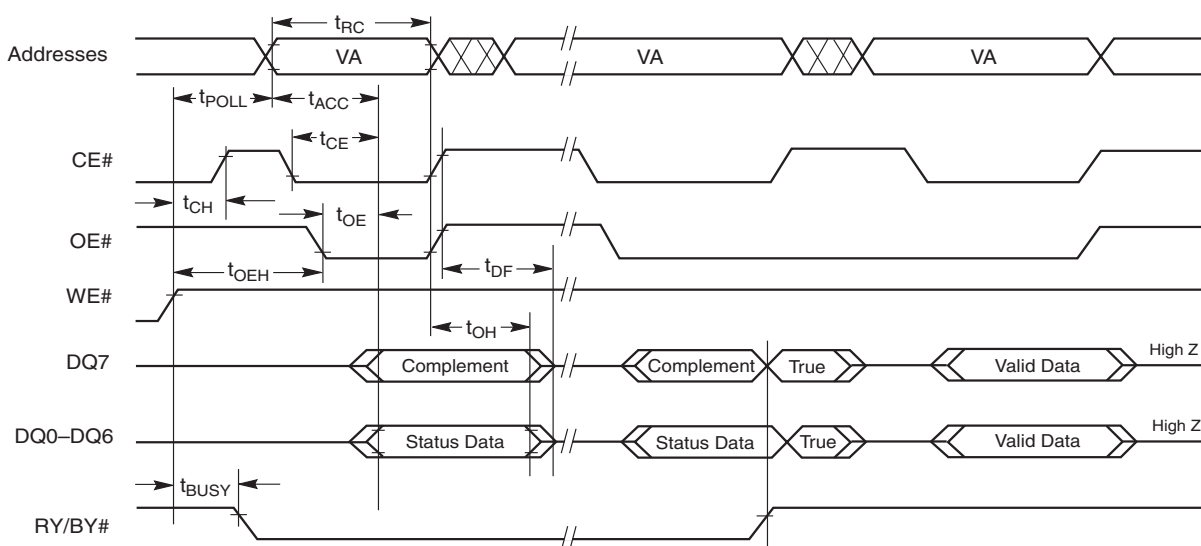 tRC
Addresses VA VA VA
tPOLL tACC
tCE
CE#
tCH
tOE
OE#
tOEH tDF
WE#
tOH
DQ7 Complement Complement True Valid Data High Z
DQ0–DQ6 Status Data Status Data True Valid Data High Z
tBUSY
RY/BY#